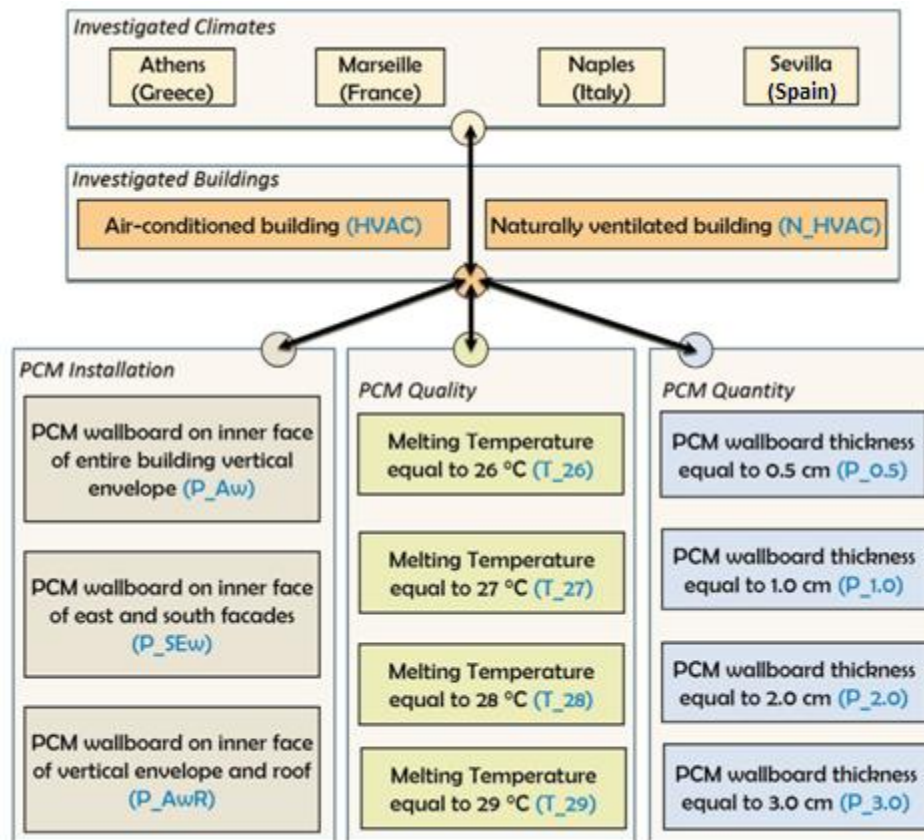 Investigated Climates
Athens
(Greece)
Marseille
(France)
Naples
(Italy)
Sevilla
(Spain)
Investigated Buildings
Air-conditioned building (HVAC)
Naturally ventilated building (N_HVAC)
PCM Installation
PCM wallboard on inner face
of entire building vertical
envelope (P_Aw)
PCM wallboard on inner face
of east and south facades
(P_SEw)
PCM wallboard on inner face
of vertical envelope and roof
(P_AwR)
PCM Quality
Melting Temperature
equal to 26 °C (T_26)
Melting Temperature
equal to 27 °C (T_27)
Melting Temperature
equal to 28 °C (T_28)
Melting Temperature
equal to 29 °C (T_29)
PCM Quantity
PCM wallboard thickness
equal to 0.5 cm (P_0.5)
PCM wallboard thickness
equal to 1.0 cm (P_1.0)
PCM wallboard thickness
equal to 2.0 cm (P_2.0)
PCM wallboard thickness
equal to 3.0 cm (P_3.0)